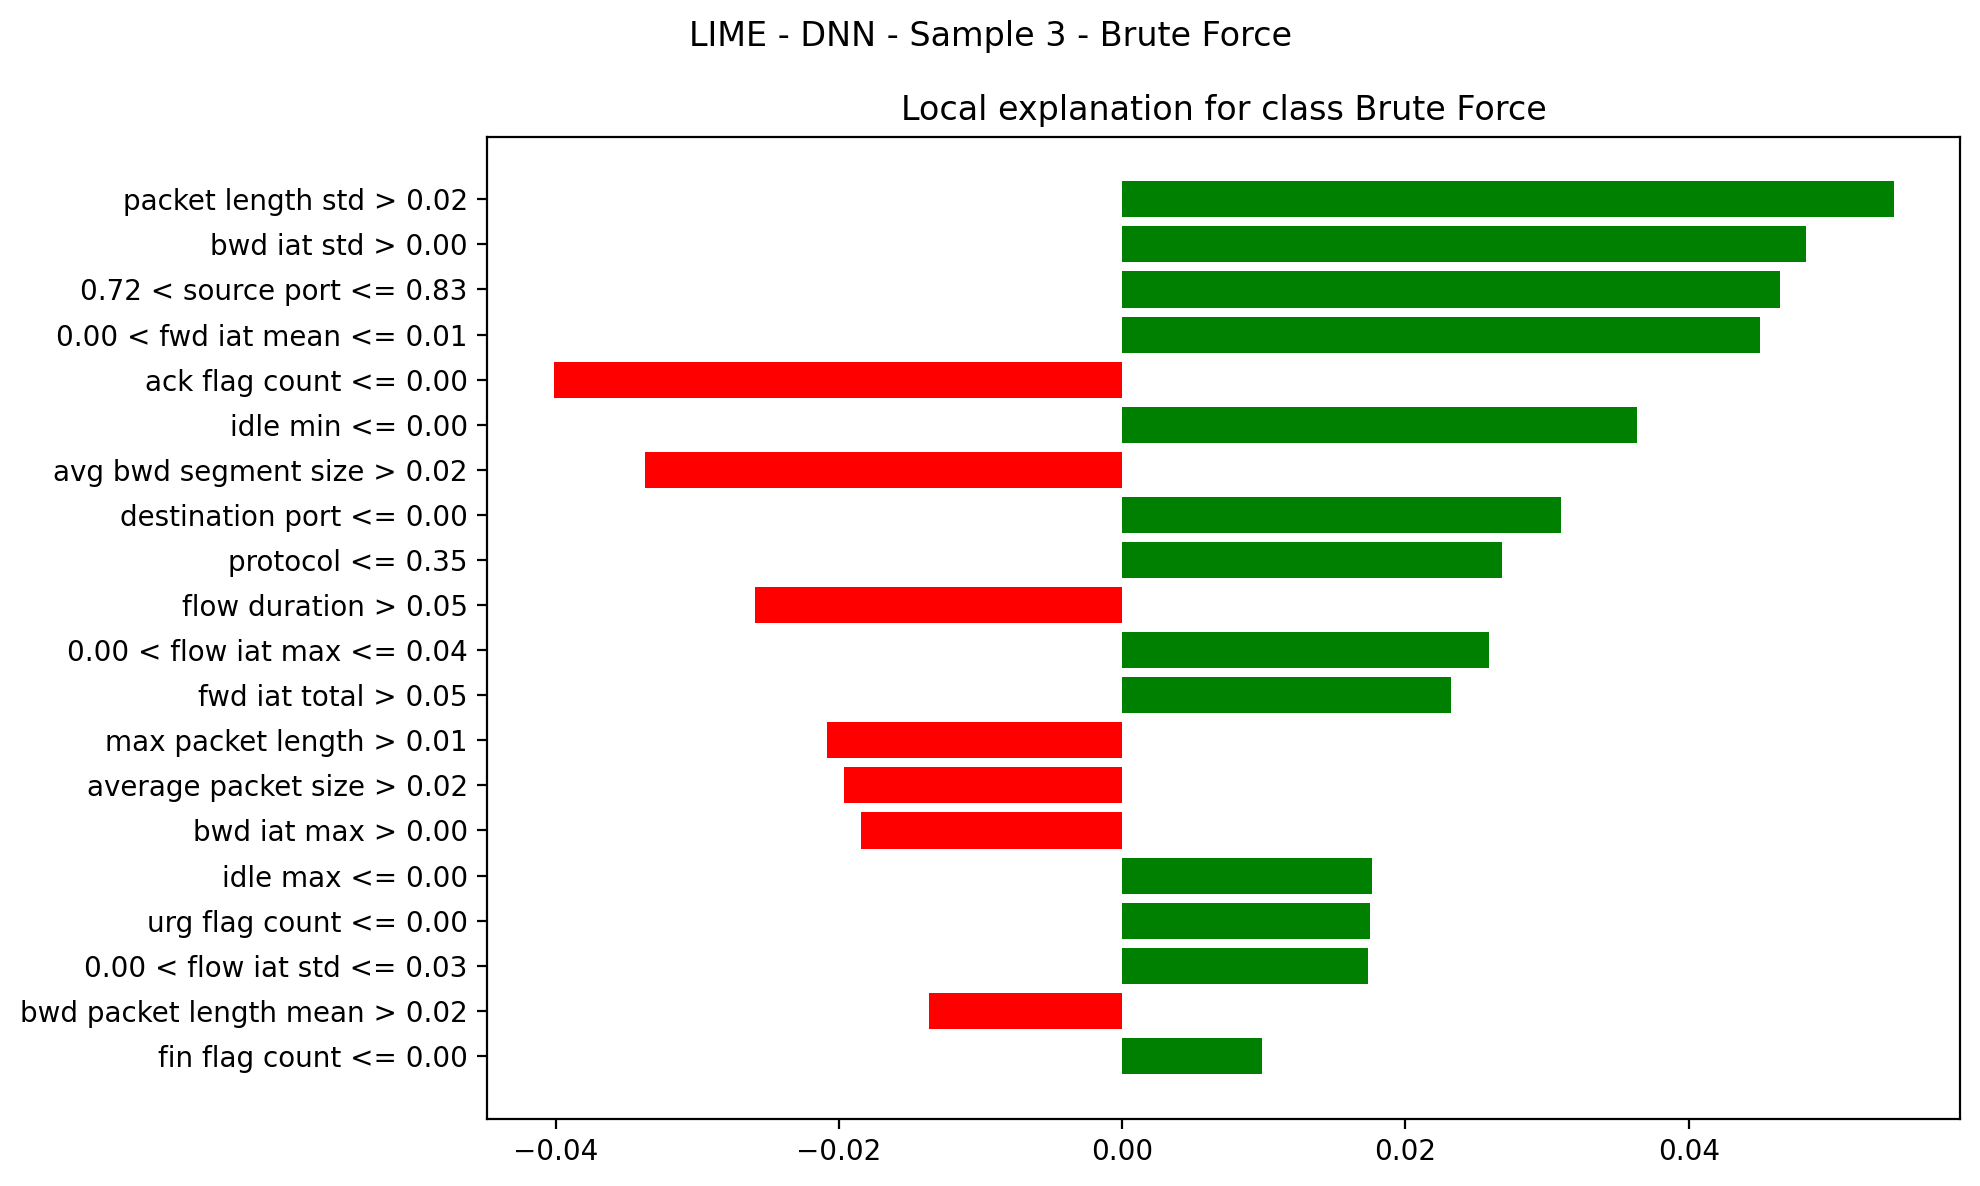 LIME - DNN - Sample 3 - Brute Force
Local explanation for class Brute Force
packet length std > 0.02
bwd iat std > 0.00
0.72 < source port <= 0.83
0.00 < fwd iat mean <= 0.01
ack flag count <= 0.00
idle min <= 0.00
avg bwd segment size > 0.02
destination port <= 0.00
protocol <= 0.35
flow duration > 0.05
0.00 < flow iat max <= 0.04
fwd iat total > 0.05
max packet length > 0.01
average packet size > 0.02
bwd iat max > 0.00
idle max <= 0.00
urg flag count <= 0.00
0.00 < flow iat std <= 0.03
bwd packet length mean > 0.02
fin flag count <= 0.00
−0.04 −0.02 0.00 0.02 0.04